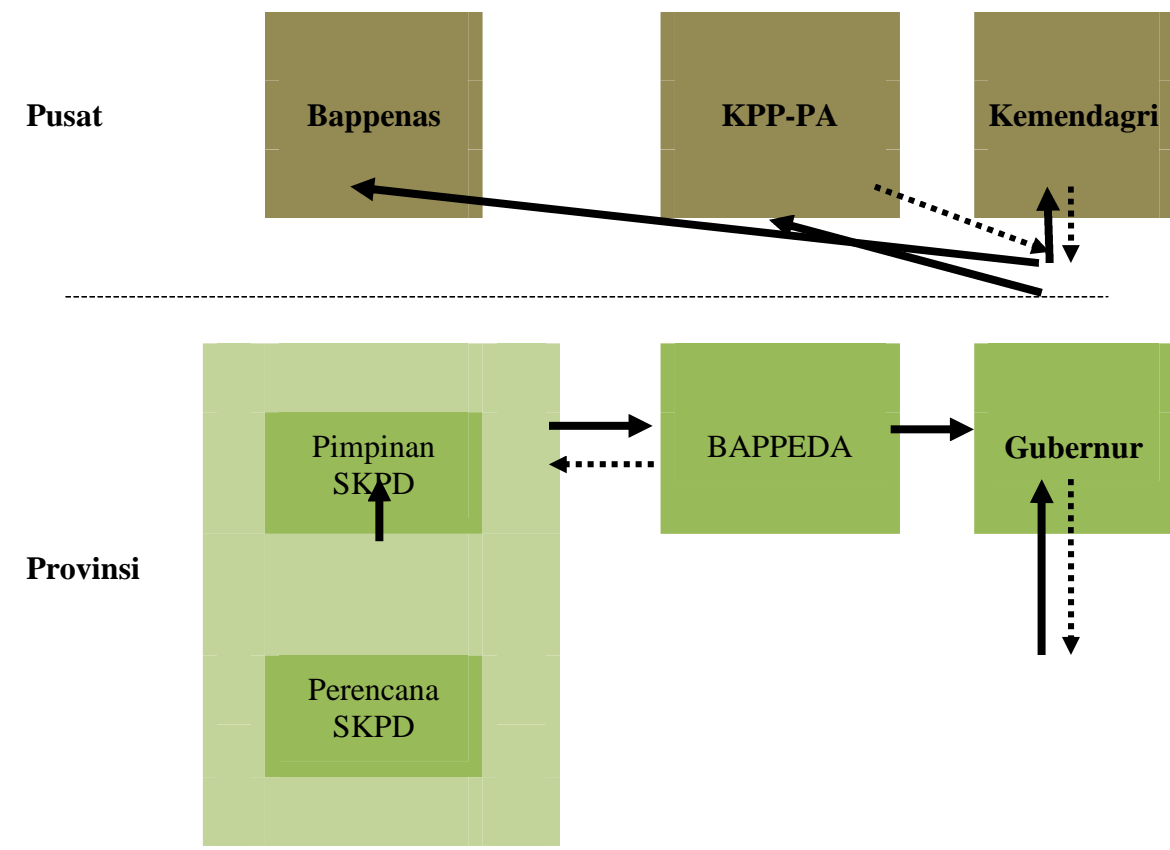 Pusat
Bappenas
KPP-PA
Kemendagri
Pimpinan
SKPD
BAPPEDA
Gubernur
Provinsi
Perencana
SKPD